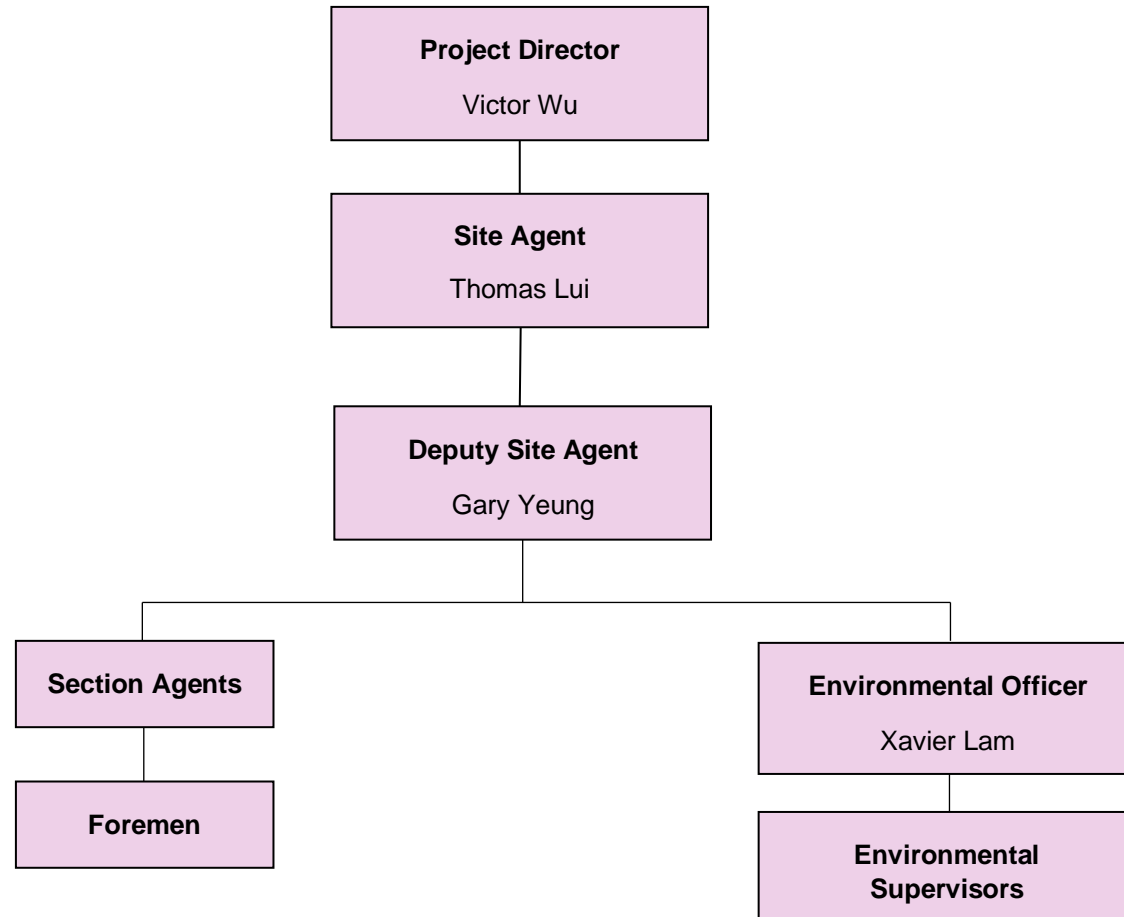 Project Director
Victor Wu
Site Agent
Thomas Lui
Deputy Site Agent
Gary Yeung
Section Agents
Environmental Officer
Xavier Lam
Foremen
Environmental
Supervisors